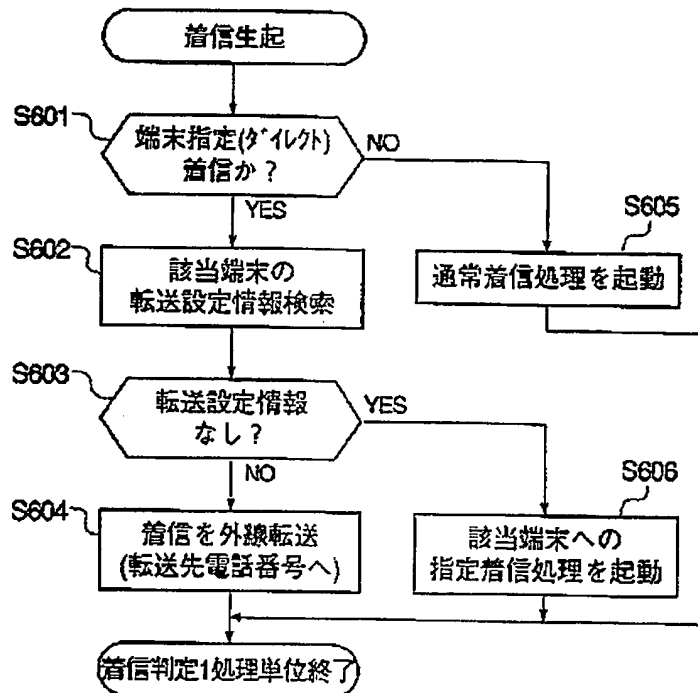 着信生起
S601
端末指定(ダイレクト)
着信か?
NO
YES
S605
通常着信処理を起動
S602
該当端末の
転送設定情報検索
S603
転送設定情報
なし?
YES
NO
S606
該当端末への
指定着信処理を起動
S604
着信を外線転送
(転送先電話番号へ)
着信判定1処理単位終了